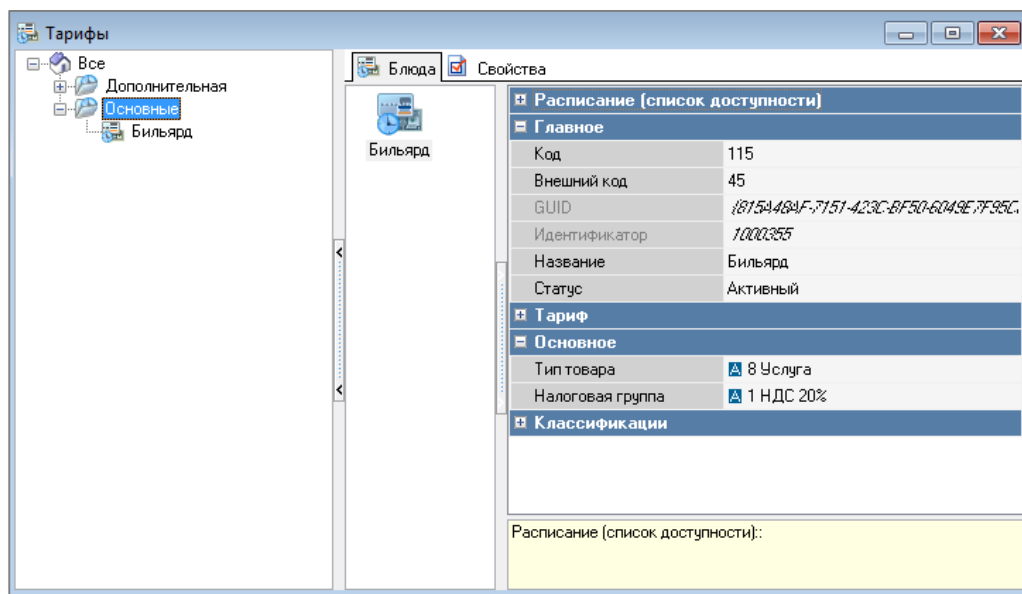 Тарифы
Все
Дополнительная
Основные
Бильярд
Блюда
Свойства
Бильярд
Расписание (список доступности)
Главное
Код 115
Внешний код 45
GUID {815A48AF-7151-423C-BF50-6049E7F95C
Идентификатор 1000355
Название Бильярд
Статус Активный
Тариф
Основное
Тип товара 8 Услуга
Налоговая группа 1 НДС 20%
Классификации
Расписание (список доступности)::